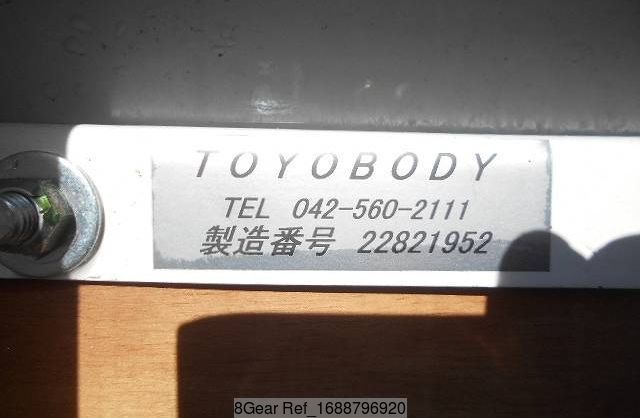 TOYOBODY
TEL 042-560-2111
製造番号 22821952
8Gear Ref_1688796920